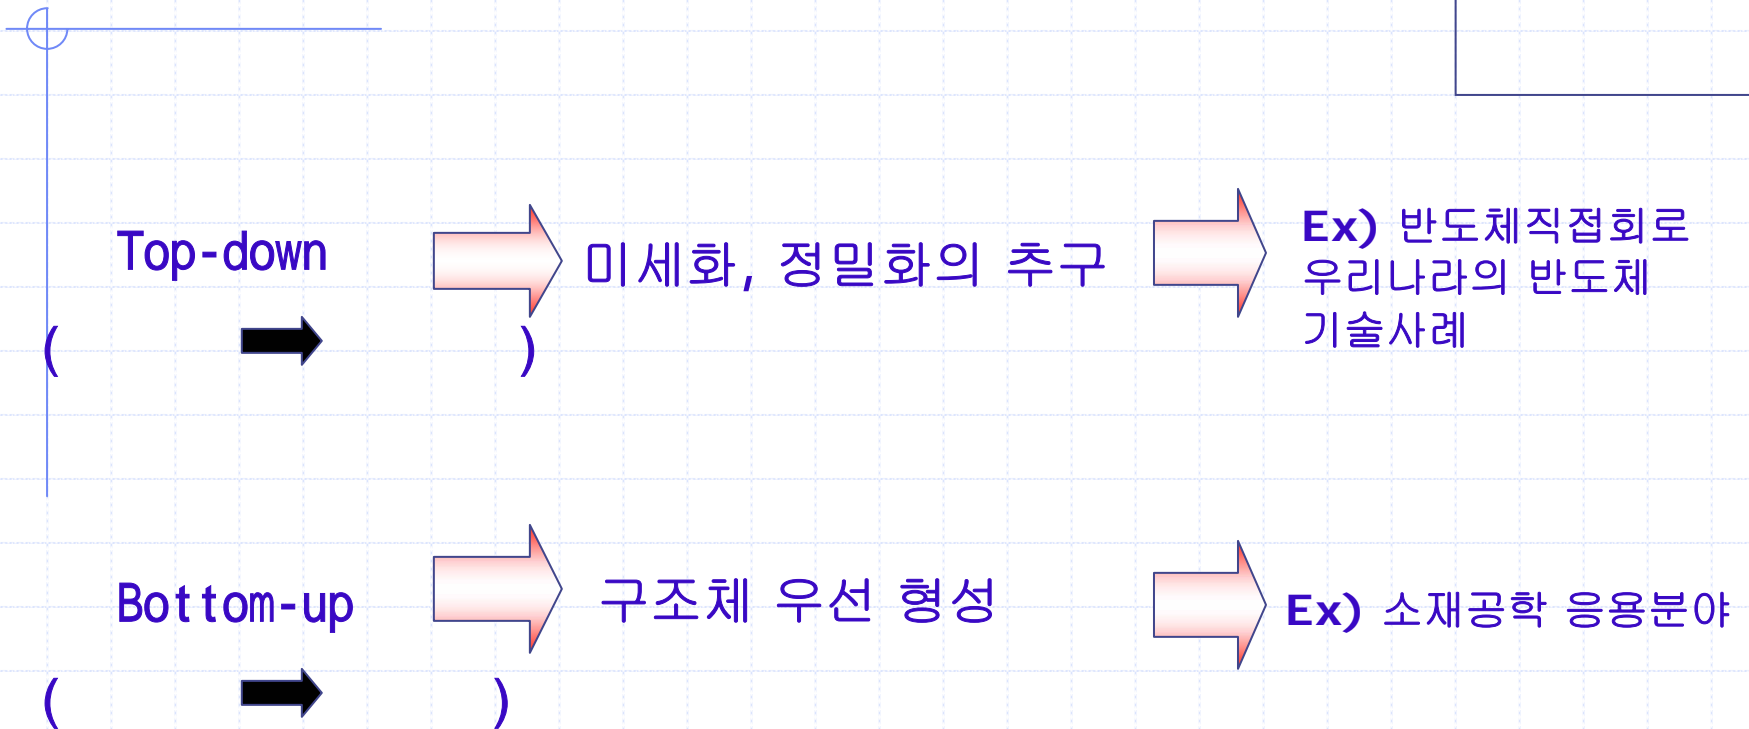 Top-down
미세화, 정밀화의 추구
Ex) 반도체직접회로
우리나라의 반도체
기술사례
( )
Bottom-up
구조체 우선 형성
Ex) 소재공학 응용분야
( )